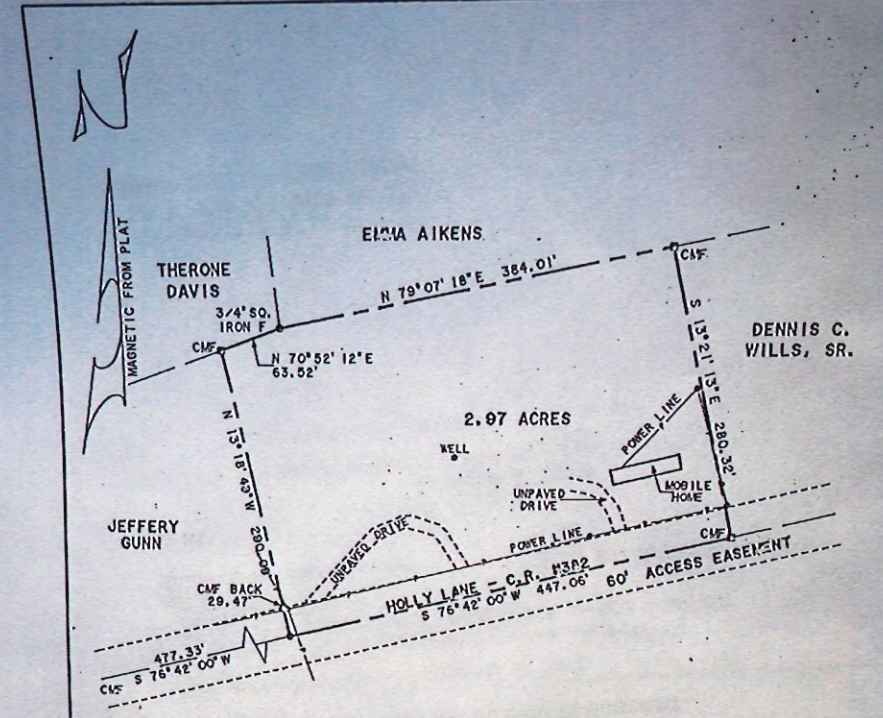 MAGNETIC FROM PLAT
THERONE
DAVIS
EMMA AIKENS
3/4" SQ.
IRON F
CMF
N 70°52' 12"E
63.52'
N 79°07' 18"E 384.01'
CMF
S 13°21' 13"E 280.32'
DENNIS C.
WILLS, SR.
2.97 ACRES
WELL
POWER LINE
MOBILE
HOME
UNPAVED
DRIVE
N 13°18' 43"W 290.09'
JEFFERY
GUNN
UNPAVED DRIVE
POWER LINE
CMF
CMF BACK
29.47'
HOLLY LANE - C.R.
S 76°42' 00"W 447.06'
60' ACCESS EASEMENT
477.33'
S 76°42' 00"W
CMF